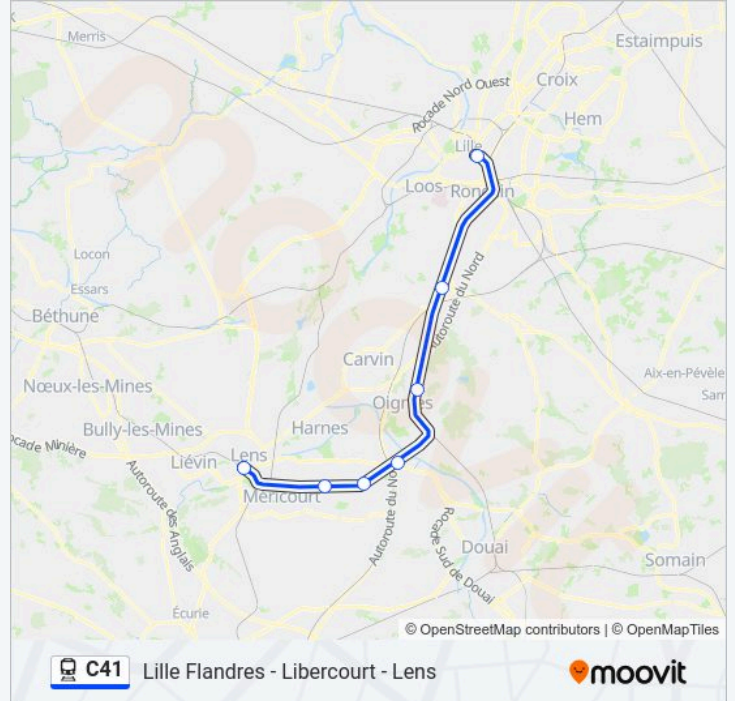 Merris
Estaimpuis
Croix
Rocade Nord Ouest
Hem
Lille
Loos
Ronchin
Locon
Autoroute du Nord
Essars
Béthune
Carvin
Aix-en-Pévèle
Nœux-les-Mines
Sam
Oignies
Bully-les-Mines
Harnes
ocade Minière
Lens
Liévin
Méricourt
Autoroute des Anglais
Autoroute du Nord
Rocade Sud de Douai
Douai
Somain
Écurie
© OpenStreetMap contributors | © OpenMapTiles
C41 Lille Flandres - Libercourt - Lens
moovit